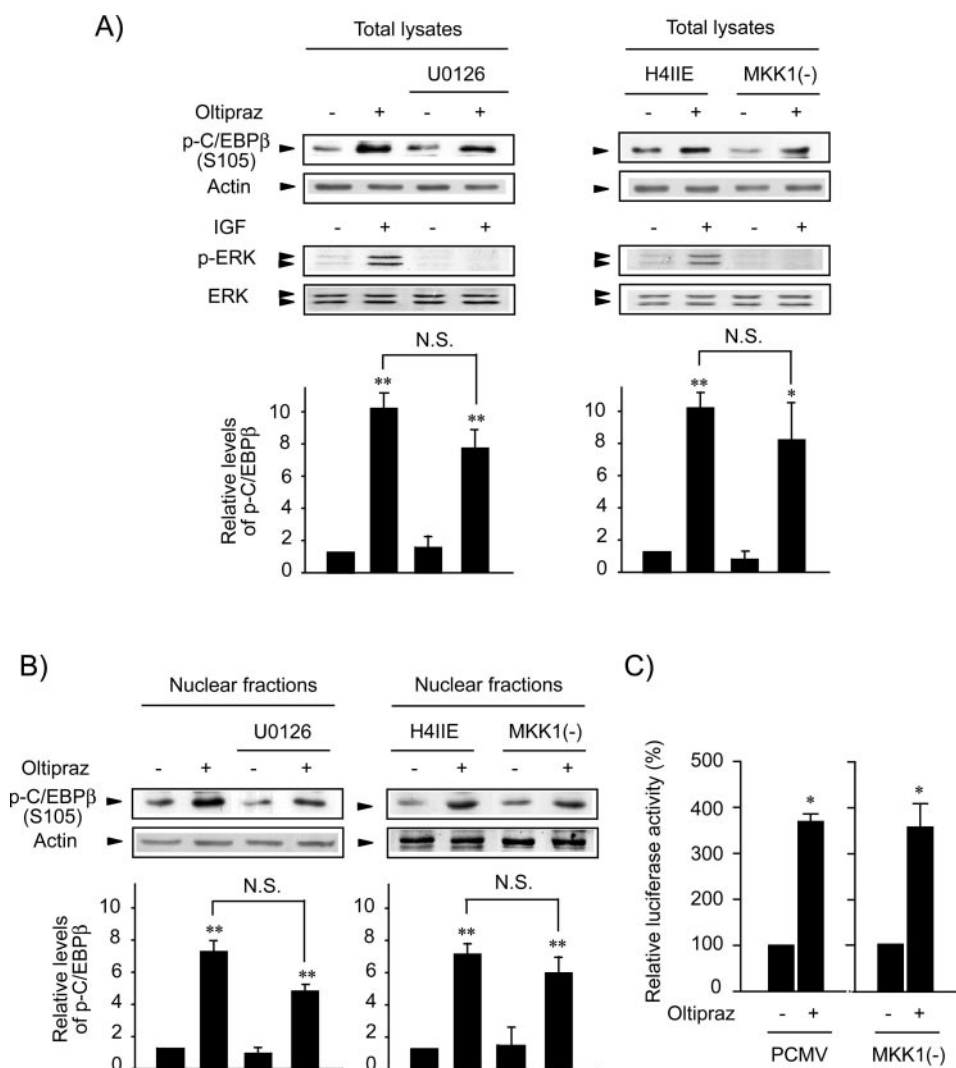 A)
Total lysates
Total lysates
U0126
H4IIE MKK1(-)
Oltipraz - + - + - + - +
p-C/EBPβ
(S105)
Actin
IGF - + - + - + - +
p-ERK
ERK
N.S.
N.S.
Relative levels
of p-C/EBPβ
10
8
6
4
2
0
**
**
10
8
6
4
2
0
**
*
B)
Nuclear fractions
Nuclear fractions
U0126
H4IIE MKK1(-)
Oltipraz - + - + - + - +
p-C/EBPβ
(S105)
Actin
N.S.
N.S.
Relative levels
of p-C/EBPβ
10
8
6
4
2
0
**
**
10
8
6
4
2
0
**
**
C)
Relative luciferase activity (%)
500
400
300
200
100
0
*
*
Oltipraz - + - +
PCMV MKK1(-)